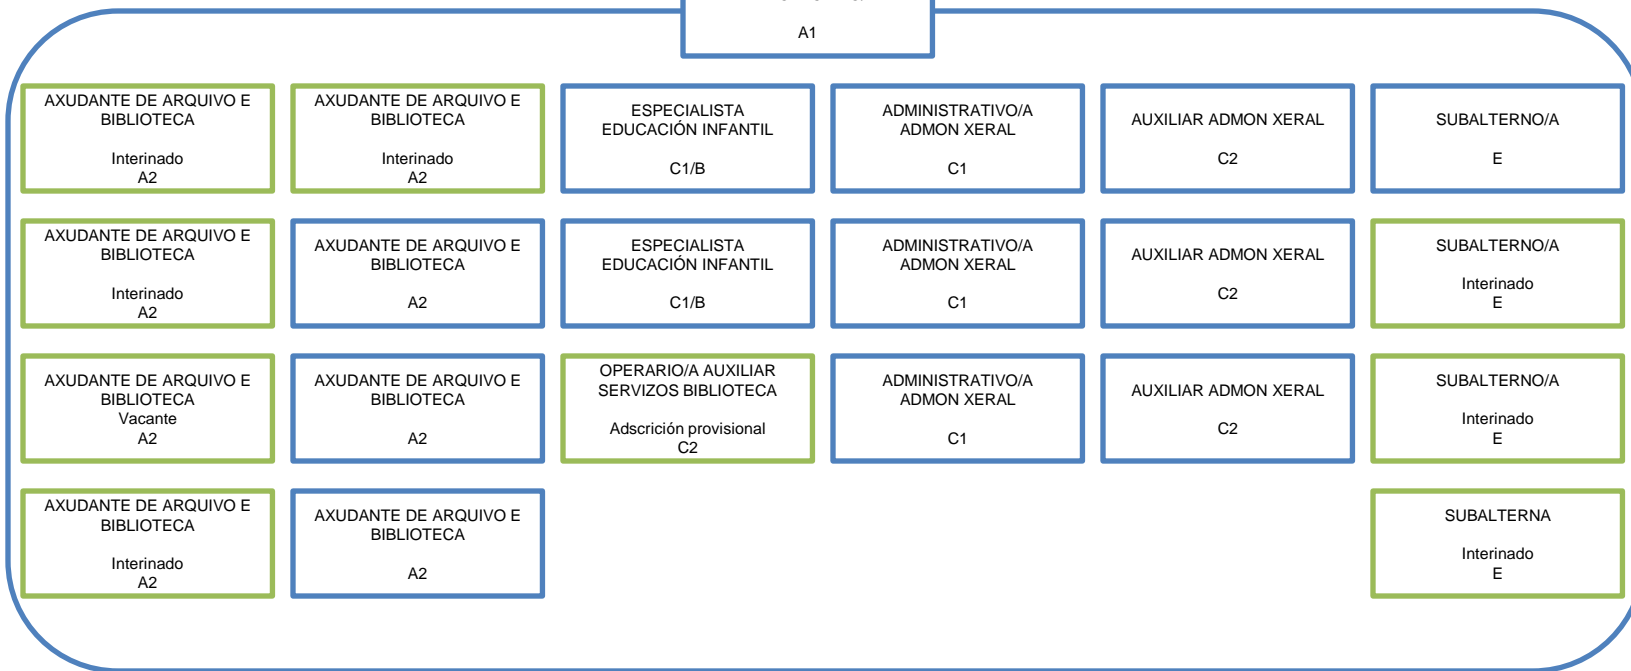 A1
AXUDANTE DE ARQUIVO E
BIBLIOTECA
Interinado
A2
AXUDANTE DE ARQUIVO E
BIBLIOTECA
Interinado
A2
ESPECIALISTA
EDUCACIÓN INFANTIL
C1/B
ADMINISTRATIVO/A
ADMON XERAL
C1
AUXILIAR ADMON XERAL
C2
SUBALTERNO/A
E
AXUDANTE DE ARQUIVO E
BIBLIOTECA
Interinado
A2
AXUDANTE DE ARQUIVO E
BIBLIOTECA
A2
ESPECIALISTA
EDUCACIÓN INFANTIL
C1/B
ADMINISTRATIVO/A
ADMON XERAL
C1
AUXILIAR ADMON XERAL
C2
SUBALTERNO/A
Interinado
E
AXUDANTE DE ARQUIVO E
BIBLIOTECA
Vacante
A2
AXUDANTE DE ARQUIVO E
BIBLIOTECA
A2
OPERARIO/A AUXILIAR
SERVIZOS BIBLIOTECA
Adscrición provisional
C2
ADMINISTRATIVO/A
ADMON XERAL
C1
AUXILIAR ADMON XERAL
C2
SUBALTERNO/A
Interinado
E
AXUDANTE DE ARQUIVO E
BIBLIOTECA
Interinado
A2
AXUDANTE DE ARQUIVO E
BIBLIOTECA
A2
SUBALTERNA
Interinado
E